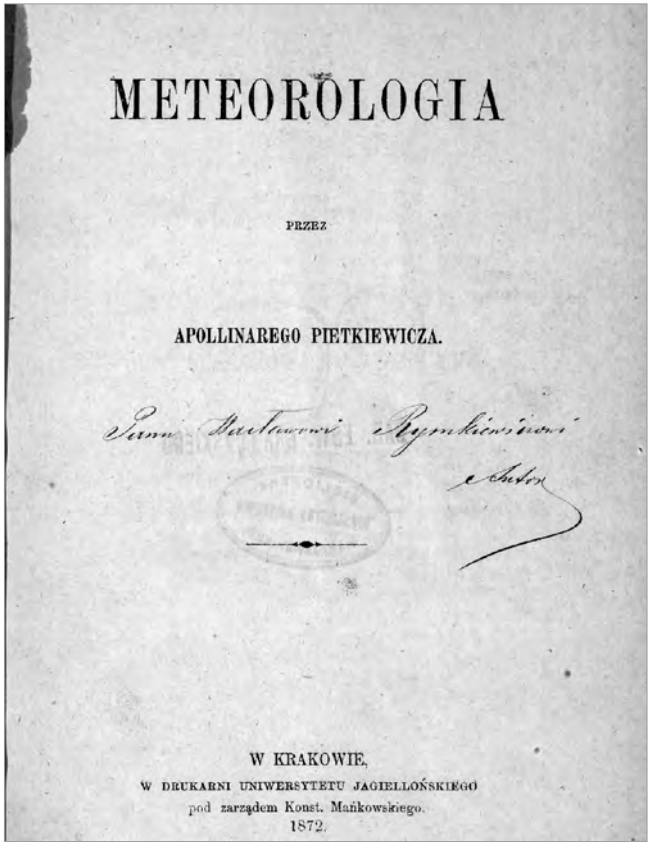 METEOROLOGIA
PRZEZ
APOLLINAREGO PIETKIEWICZA.
Panu Wacławowi Rymkiewiczowi
Autor
W KRAKOWIE,
W DRUKARNI UNIWERSYTETU JAGIELLOŃSKIEGO
pod zarządem Konst. Mańkowskiego.
1872.